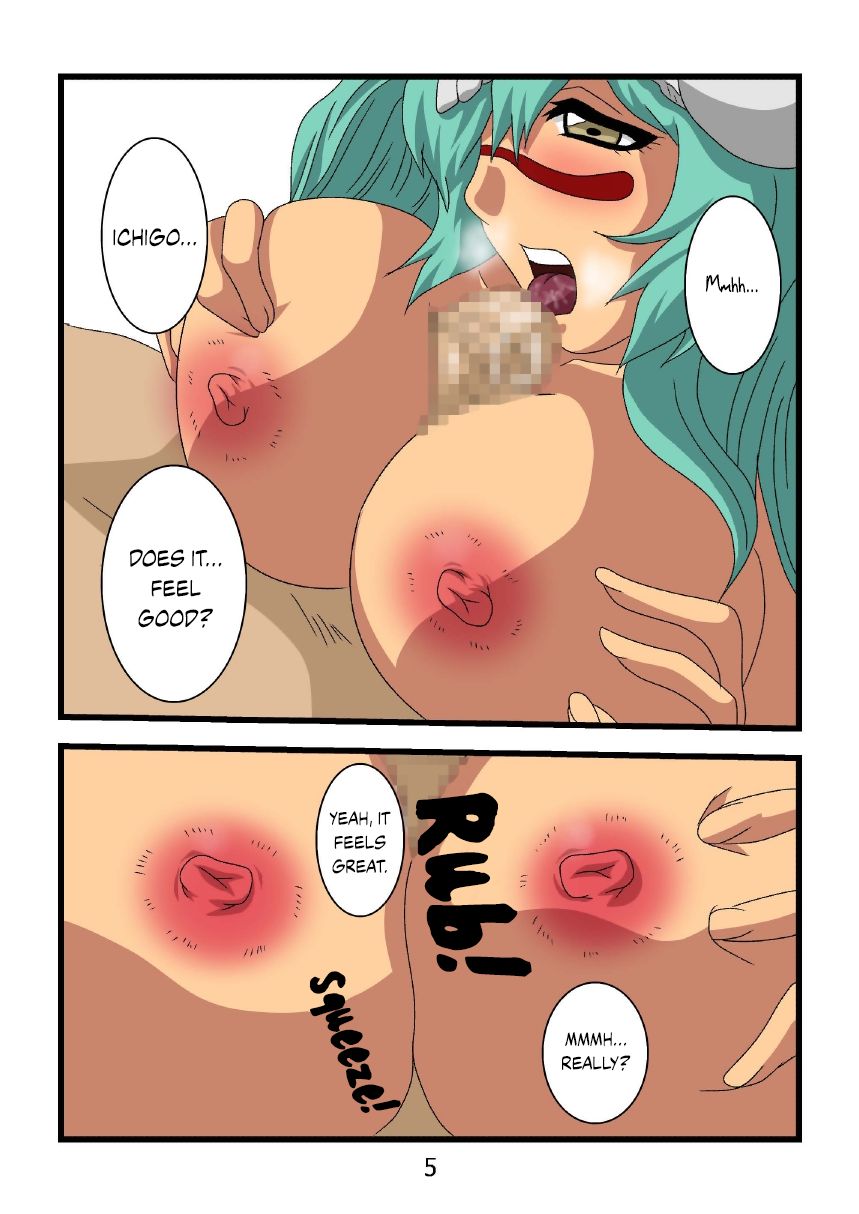 ICHIGO...
Mmhh...
DOES IT...
FEEL
GOOD?
YEAH, IT
FEELS
GREAT.
Rub!
Squeeze!
MMMH...
REALLY?
5